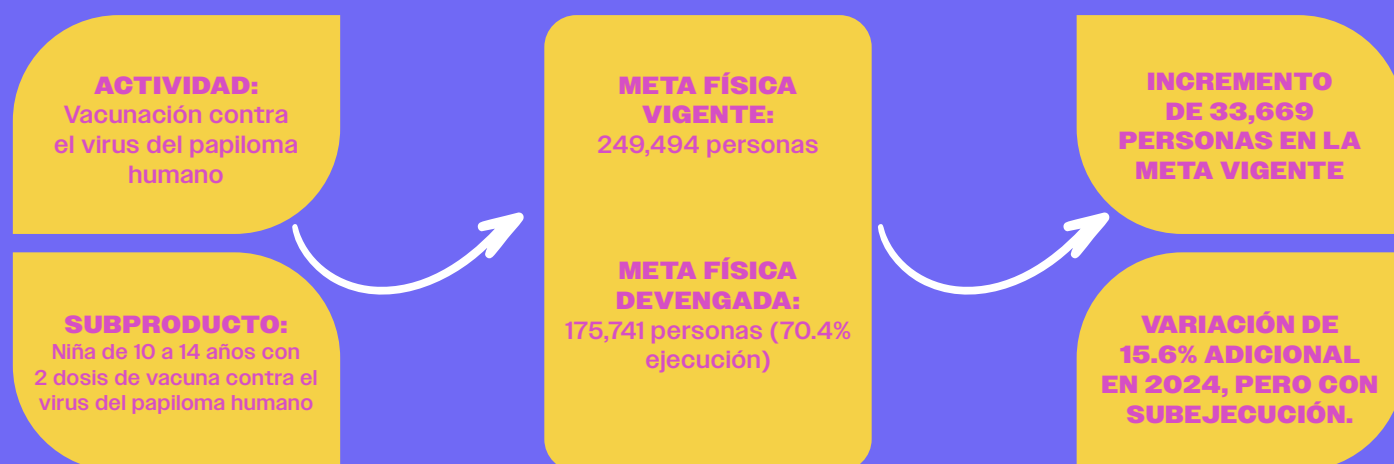 ACTIVIDAD:
Vacunación contra
el virus del papiloma
humano
SUBPRODUCTO:
Niña de 10 a 14 años con
2 dosis de vacuna contra el
virus del papiloma humano
META FÍSICA
VIGENTE:
249,494 personas
META FÍSICA
DEVENGADA:
175,741 personas (70.4%
ejecución)
INCREMENTO
DE 33,669
PERSONAS EN LA
META VIGENTE
VARIACIÓN DE
15.6% ADICIONAL
EN 2024, PERO CON
SUBEJECUCIÓN.